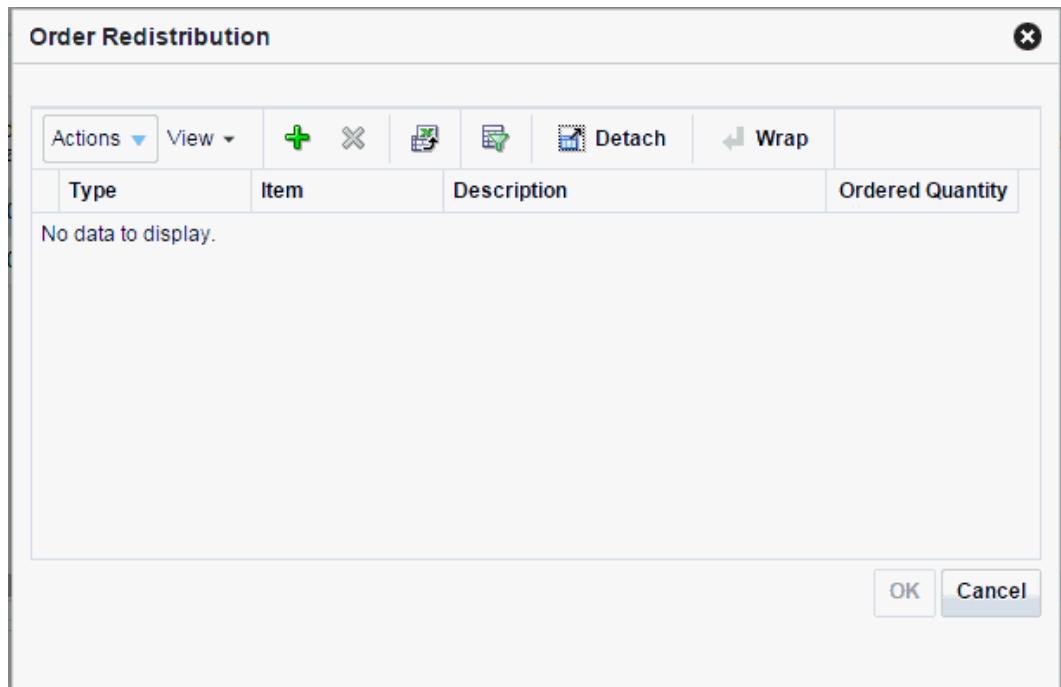 Order Redistribution
Actions View Detach Wrap
Type Item Description Ordered Quantity
No data to display.
OK Cancel